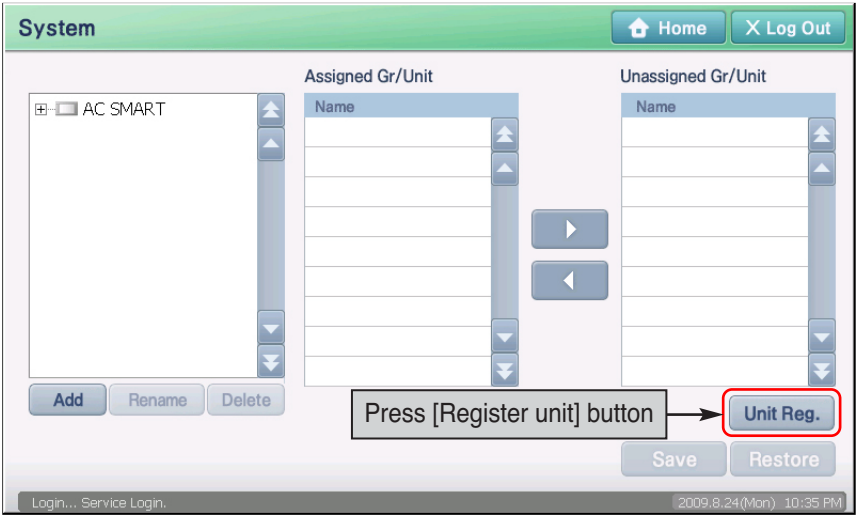 System
Home
X Log Out
Assigned Gr/Unit
Unassigned Gr/Unit
AC SMART
Name
Name
Add
Rename
Delete
Press [Register unit] button
Unit Reg.
Save
Restore
Login... Service Login.
2009.8.24(Mon) 10:35 PM